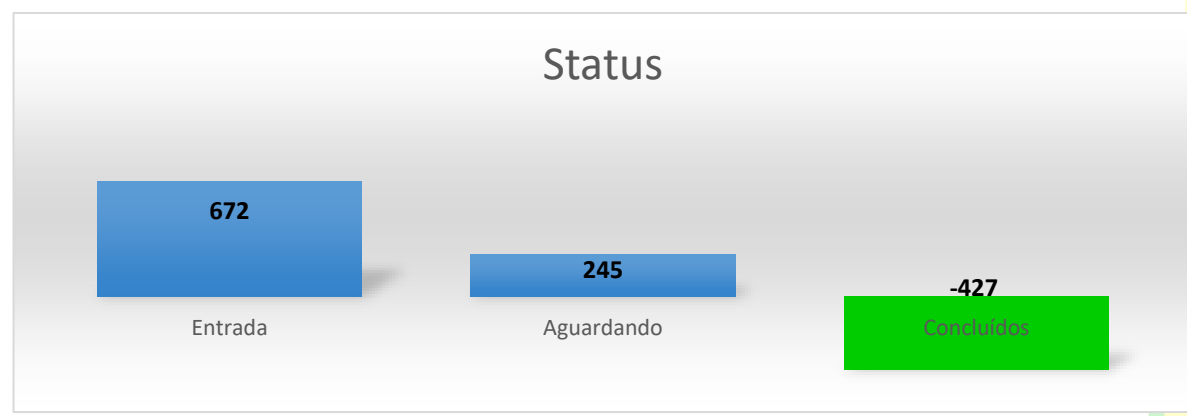 Status
672
245
-427
Entrada
Aguardando
Concluídos